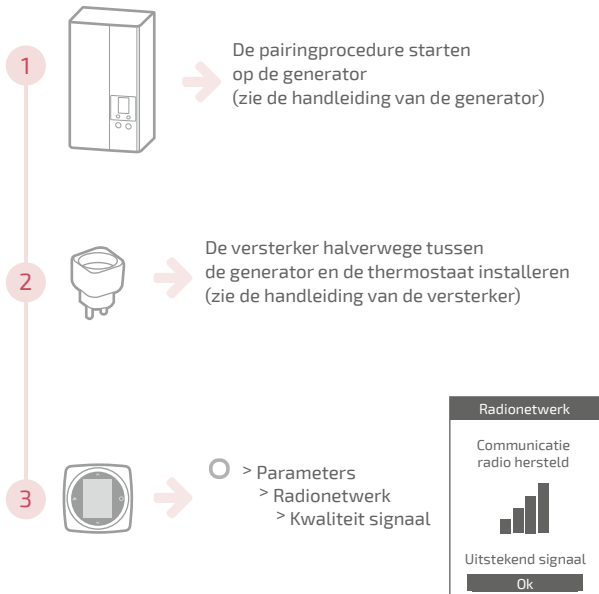 1
De pairingprocedure starten
op de generator
(zie de handleiding van de generator)
2
De versterker halverwege tussen
de generator en de thermostaat installeren
(zie de handleiding van de versterker)
3
> Parameters
> Radionetwerk
> Kwaliteit signaal
Radionetwerk
Communicatie
radio hersteld
Uitstekend signaal
Ok